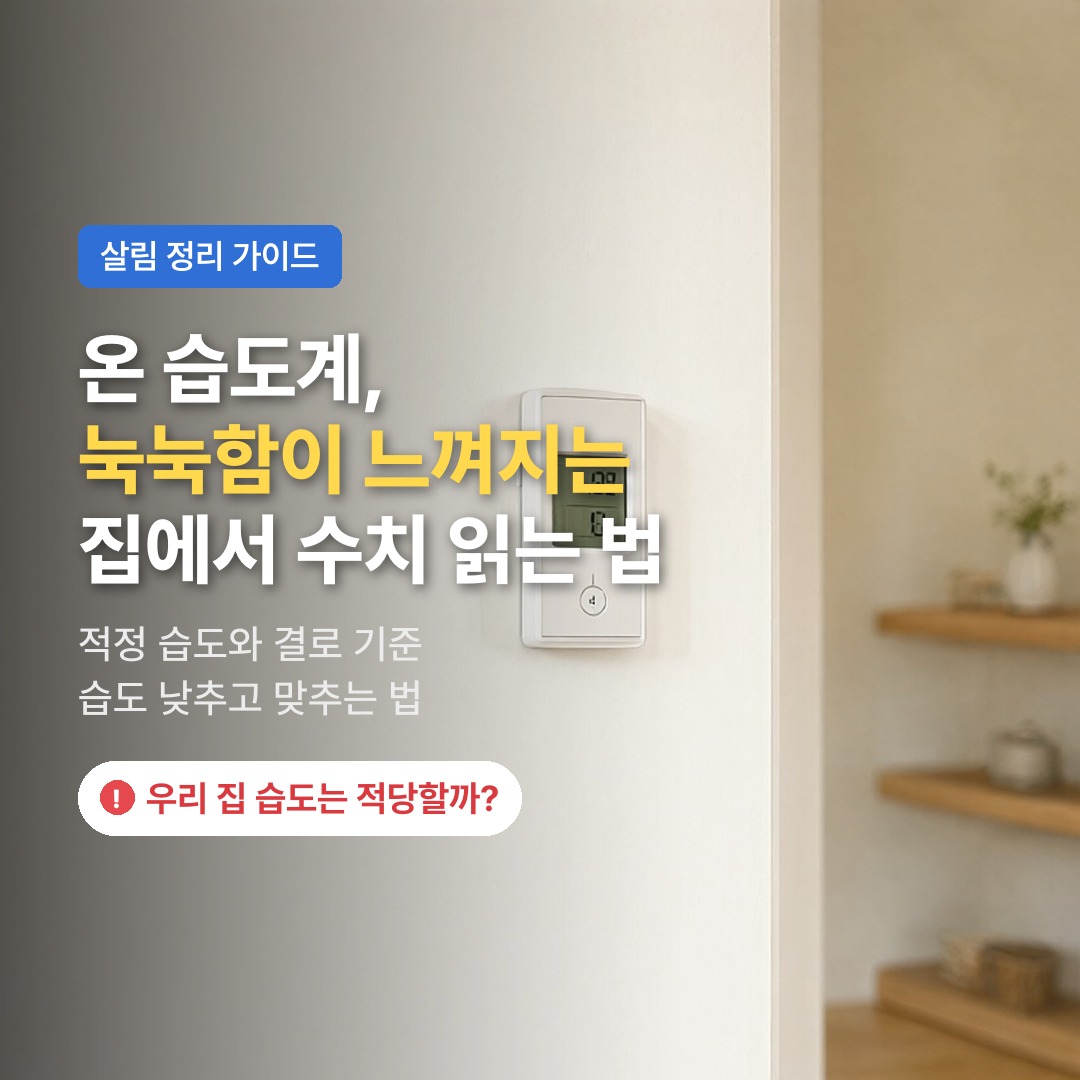 살림 정리 가이드
온 습도계,
눅눅함이 느껴지는
집에서 수치 읽는 법
적정 습도와 결로 기준
습도 낮추고 맞추는 법
! 우리 집 습도는 적당할까?